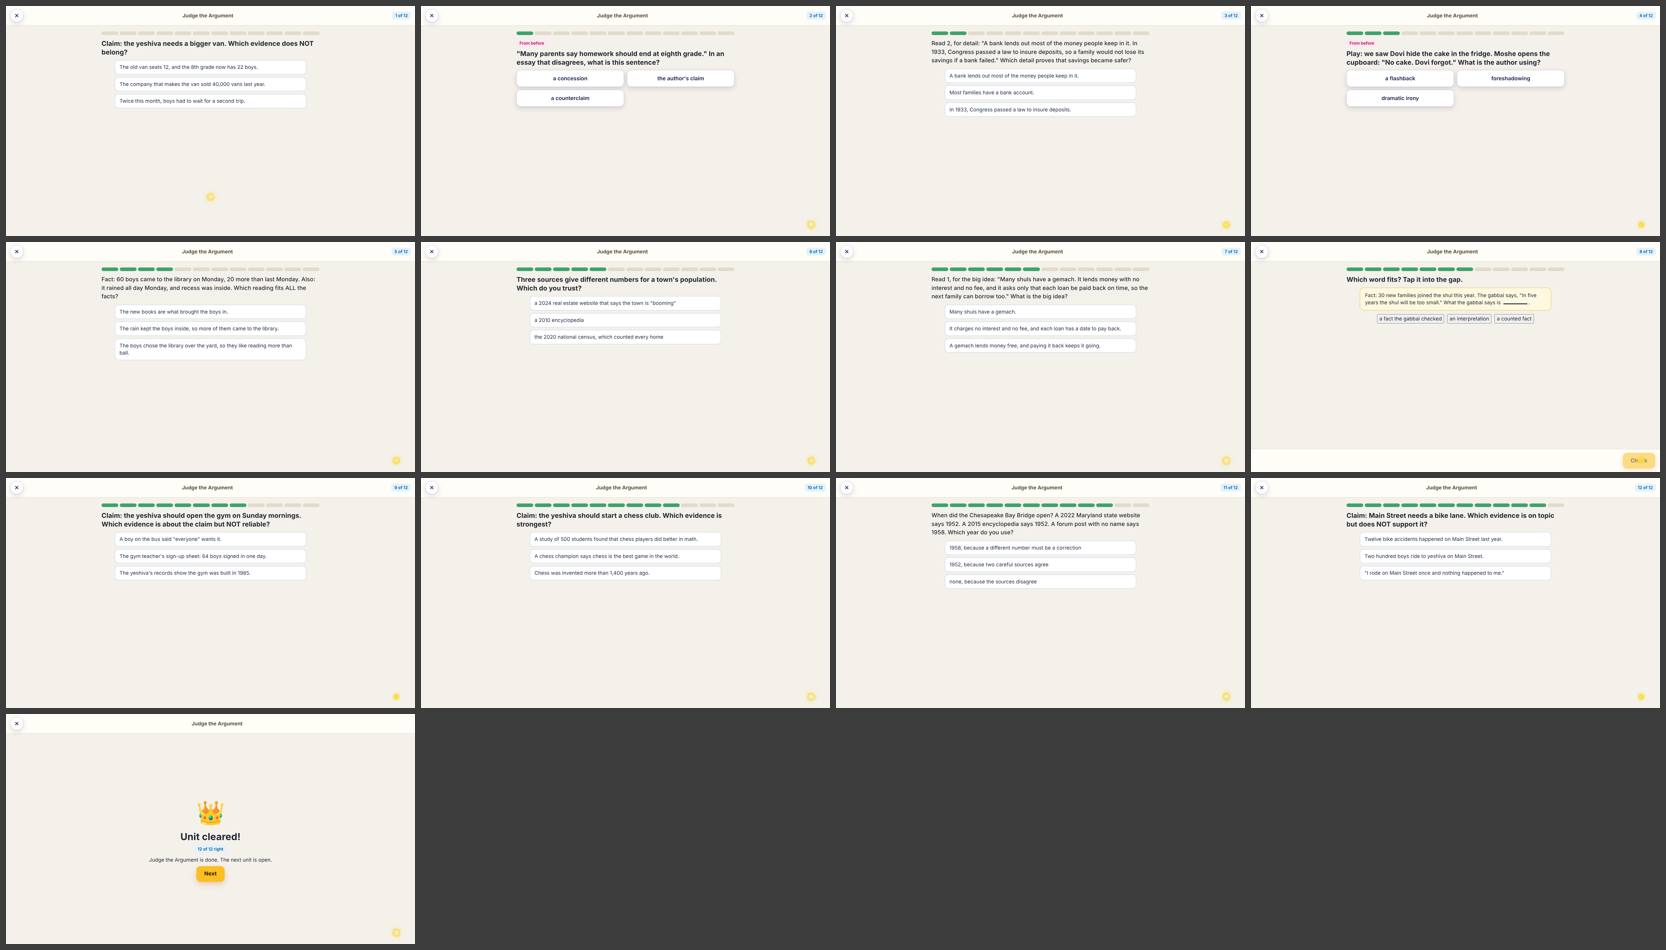 Judge the Argument
1 of 12
Claim: the yeshiva needs a bigger van. Which evidence does NOT
belong?
The old van seats 12, and the 8th grade now has 22 boys.
The company that makes the van sold 40,000 vans last year.
Twice this month, boys had to wait for a second trip.
Judge the Argument
2 of 12
From before
"Many parents say homework should end at eighth grade." In an
essay that disagrees, what is this sentence?
a concession
the author's claim
a counterclaim
Judge the Argument
3 of 12
Read 2, for detail: "A bank lends out most of the money people keep in it. In
1933, Congress passed a law to insure deposits, so a family would not lose its
savings if a bank failed." Which detail proves that savings became safer?
A bank lends out most of the money people keep in it.
Most families have a bank account.
In 1933, Congress passed a law to insure deposits.
Judge the Argument
4 of 12
From before
Play: we saw Dovi hide the cake in the fridge. Moshe opens the
cupboard: "No cake. Dovi forgot." What is the author using?
a flashback
foreshadowing
dramatic irony
Judge the Argument
5 of 12
Fact: 60 boys came to the library on Monday, 20 more than last Monday. Also:
it rained all day Monday, and recess was inside. Which reading fits ALL the
facts?
The new books are what brought the boys in.
The rain kept the boys inside, so more of them came to the library.
The boys chose the library over the yard, so they like reading more than
ball.
Judge the Argument
6 of 12
Three sources give different numbers for a town's population.
Which do you trust?
a 2024 real estate website that says the town is "booming"
a 2010 encyclopedia
the 2020 national census, which counted every home
Judge the Argument
7 of 12
Read 1, for the big idea: "Many shuls have a gemach. It lends money with no
interest and no fee, and it asks only that each loan be paid back on time, so the
next family can borrow too." What is the big idea?
Many shuls have a gemach.
It charges no interest and no fee, and each loan has a date to pay back.
A gemach lends money free, and paying it back keeps it going.
Judge the Argument
8 of 12
Which word fits? Tap it into the gap.
Fact: 30 new families joined the shul this year. The gabbai says, "In five
years the shul will be too small." What the gabbai says is ________.
a fact the gabbai checked
an interpretation
a counted fact
Judge the Argument
9 of 12
Claim: the yeshiva should open the gym on Sunday mornings.
Which evidence is about the claim but NOT reliable?
A boy on the bus said "everyone" wants it.
The gym teacher's sign-up sheet: 64 boys signed in one day.
The yeshiva's records show the gym was built in 1985.
Judge the Argument
10 of 12
Claim: the yeshiva should start a chess club. Which evidence is
strongest?
A study of 500 students found that chess players did better in math.
A chess champion says chess is the best game in the world.
Chess was invented more than 1,400 years ago.
Judge the Argument
11 of 12
When did the Chesapeake Bay Bridge open? A 2022 Maryland state website
says 1952. A 2015 encyclopedia says 1952. A forum post with no name says
1958. Which year do you use?
1958, because a different number must be a correction
1952, because two careful sources agree
none, because the sources disagree
Judge the Argument
12 of 12
Claim: Main Street needs a bike lane. Which evidence is on topic
but does NOT support it?
Twelve bike accidents happened on Main Street last year.
Two hundred boys ride to yeshiva on Main Street.
"I rode on Main Street once and nothing happened to me."
Judge the Argument
Unit cleared!
12 of 12 right
Judge the Argument is done. The next unit is open.
Next